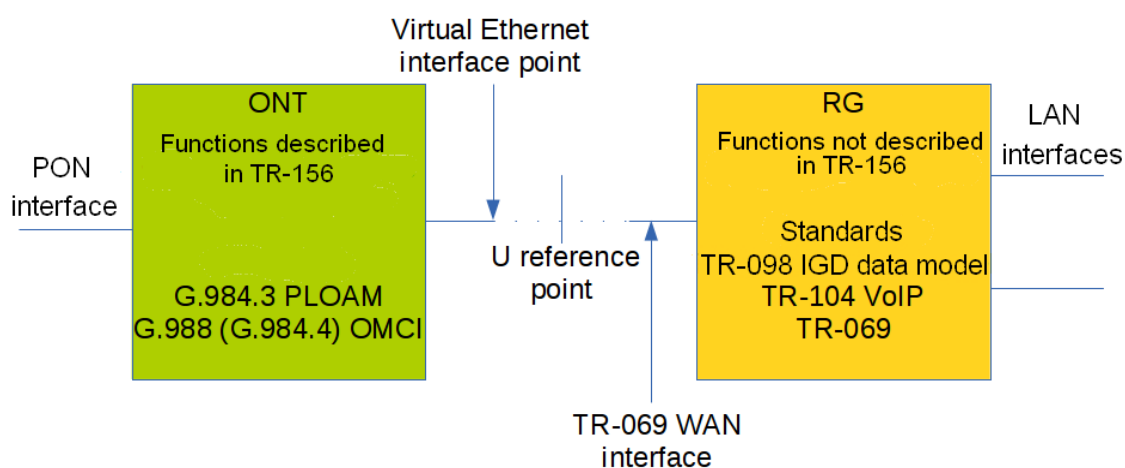 Virtual Ethernet
interface point
ONT
Functions described
in TR-156
G.984.3 PLOAM
G.988 (G.984.4) OMCI
PON
interface
U reference
point
TR-069 WAN
interface
RG
Functions not described
in TR-156
Standards
TR-098 IGD data model
TR-104 VoIP
TR-069
LAN
interfaces